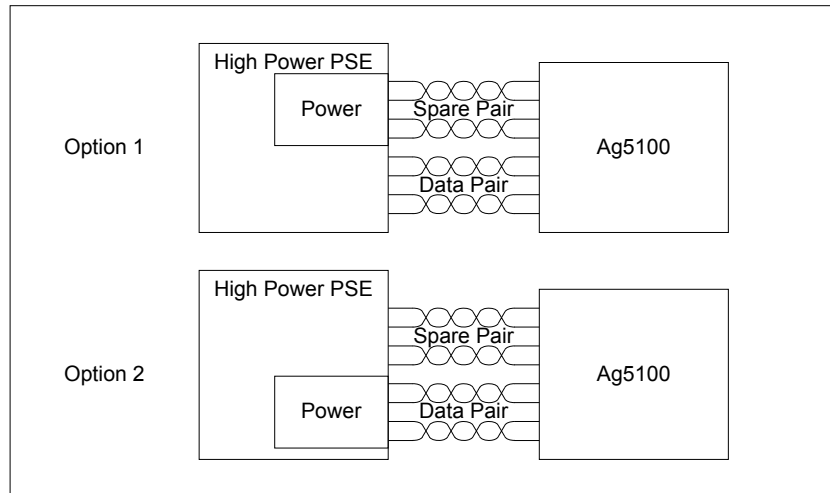 High Power PSE
Power
Spare Pair
Option 1
Ag5100
Data Pair
High Power PSE
Spare Pair
Option 2
Ag5100
Power
Data Pair